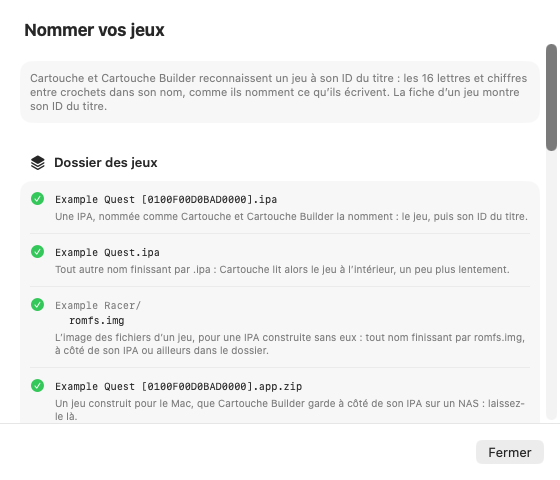 Nommer vos jeux
Cartouche et Cartouche Builder reconnaissent un jeu à son ID du titre : les 16 lettres et chiffres
entre crochets dans son nom, comme ils nomment ce qu'ils écrivent. La fiche d'un jeu montre
son ID du titre.
Dossier des jeux
Example Quest [0100F00D0BAD0000].ipa
Une IPA, nommée comme Cartouche et Cartouche Builder la nomment : le jeu, puis son ID du titre.
Example Quest.ipa
Tout autre nom finissant par .ipa : Cartouche lit alors le jeu à l'intérieur, un peu plus lentement.
Example Racer/
romfs.img
L'image des fichiers d'un jeu, pour une IPA construite sans eux : tout nom finissant par romfs.img,
à côté de son IPA ou ailleurs dans le dossier.
Example Quest [0100F00D0BAD0000].app.zip
Un jeu construit pour le Mac, que Cartouche Builder garde à côté de son IPA sur un NAS : laissez-
le là.
Fermer